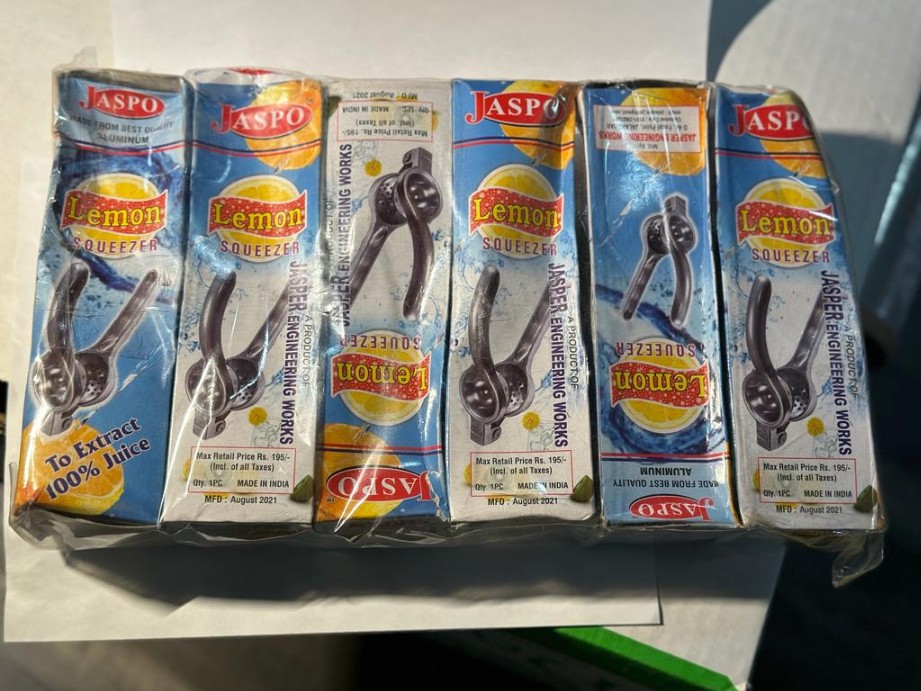 JASPO
MADE FROM BEST QUALITY
ALUMINUM
Lemon
SQUEEZER
To Extract
100% Juice
JASPO
Lemon
SQUEEZER
A PRODUCT OF
JASPER ENGINEERING WORKS
Max Retail Price Rs. 195/-
(Incl. of all Taxes)
Qty. 1PC MADE IN INDIA
MFD : August 2021
JASPO
Lemon
SQUEEZER
A PRODUCT OF
JASPER ENGINEERING WORKS
Max Retail Price Rs. 195/-
(Incl. of all Taxes)
Qty. 1PC MADE IN INDIA
MFD : August 2021
JASPO
Lemon
SQUEEZER
A PRODUCT OF
JASPER ENGINEERING WORKS
Max Retail Price Rs. 195/-
(Incl. of all Taxes)
Qty. 1PC MADE IN INDIA
MFD : August 2021
JASPO
MADE FROM BEST QUALITY
ALUMINUM
Lemon
SQUEEZER
JASPER ENGINEERING WORKS
JASPO
Lemon
SQUEEZER
A PRODUCT OF
JASPER ENGINEERING WORKS
Max Retail Price Rs. 195/-
(Incl. of all Taxes)
Qty. 1PC MADE IN INDIA
MFD : August 2021